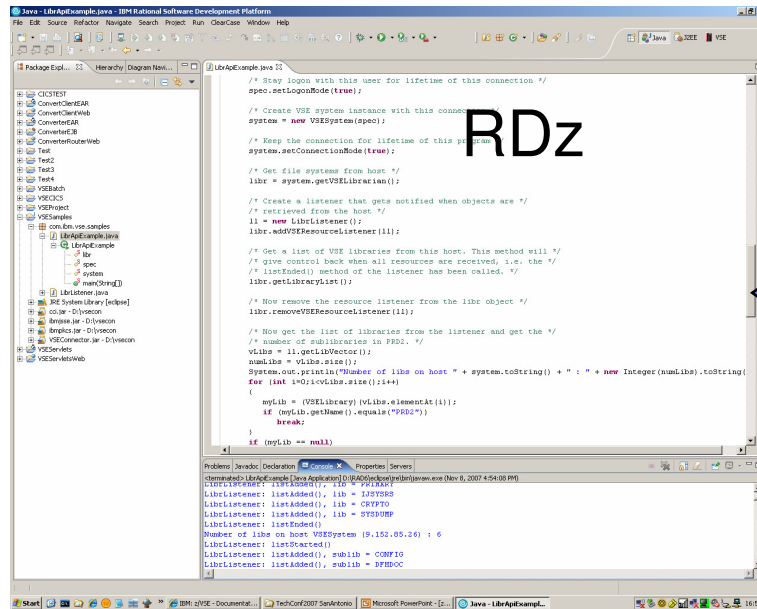 Java - LibrApiExample.java - IBM Rational Software Development Platform
File Edit Source Refactor Navigate Search Project Run ClearCase Window Help
Java J2EE VSE
Package Expl... Hierarchy Diagram Navi...
CICSTEST
ConvertClientEAR
ConvertClientWeb
ConverterEAR
ConverterEJB
ConverterRouterWeb
Test
Test2
Test3
Test4
VSEBatch
VSECICS
VSEProject
VSESamples
com.ibm.vse.samples
LibrApiExample.java
LibrApiExample
libr
spec
system
main(String[])
LibrListener.java
JRE System Library [eclipse]
cci.jar - D:\vsecon
ibmjsse.jar - D:\vsecon
ibmpkcs.jar - D:\vsecon
VSEConnector.jar - D:\vsecon
VSEServlets
VSEServletsWeb
LibrApiExample.java
/* Stay logon with this user for lifetime of this connection */
spec.setLogonMode(true);
/* Create VSE system instance with this connection */
system = new VSESystem(spec);
RDz
/* Keep the connection for lifetime of this program */
system.setConnectionMode(true);
/* Get file systems from host */
libr = system.getVSELibrarian();
/* Create a listener that gets notified when objects are */
/* retrieved from the host */
ll = new LibrListener();
libr.addVSEResourceListener(ll);
/* Get a list of VSE libraries from this host. This method will */
/* give control back when all resources are received, i.e. the */
/* listEnded() method of the listener has been called. */
libr.getLibraryList();
/* Now remove the resource listener from the libr object */
libr.removeVSEResourceListener(ll);
/* Now get the list of libraries from the listener and get the */
/* number of sublibraries in PRD2. */
vLibs = ll.getLibVector();
numLibs = vLibs.size();
System.out.println("Number of libs on host " + system.toString() + " : " + new Integer(numLibs).toString(
for (int i=0;i<vLibs.size();i++)
{
myLib = (VSELibrary)(vLibs.elementAt(i));
if (myLib.getName().equals("PRD2"))
break;
}
if (myLib == null)
Problems Javadoc Declaration Console Properties Servers
<terminated> LibrApiExample [Java Application] D:\RAD6\eclipse\jre\bin\javaw.exe (Nov 8, 2007 4:54:08 PM)
LibrListener: listAdded(), lib = PRIMARY
LibrListener: listAdded(), lib = IJSYSRS
LibrListener: listAdded(), lib = CRYPTO
LibrListener: listAdded(), lib = SYSDUMP
LibrListener: listEnded()
Number of libs on host VSESystem (9.152.85.26) : 6
LibrListener: listStarted()
LibrListener: listAdded(), sublib = CONFIG
LibrListener: listAdded(), sublib = DFHDOC
Start IBM: z/VSE - Documentat... TechConf2007 SanAntonio Microsoft PowerPoint - [z... Java - LibrApiExampl...